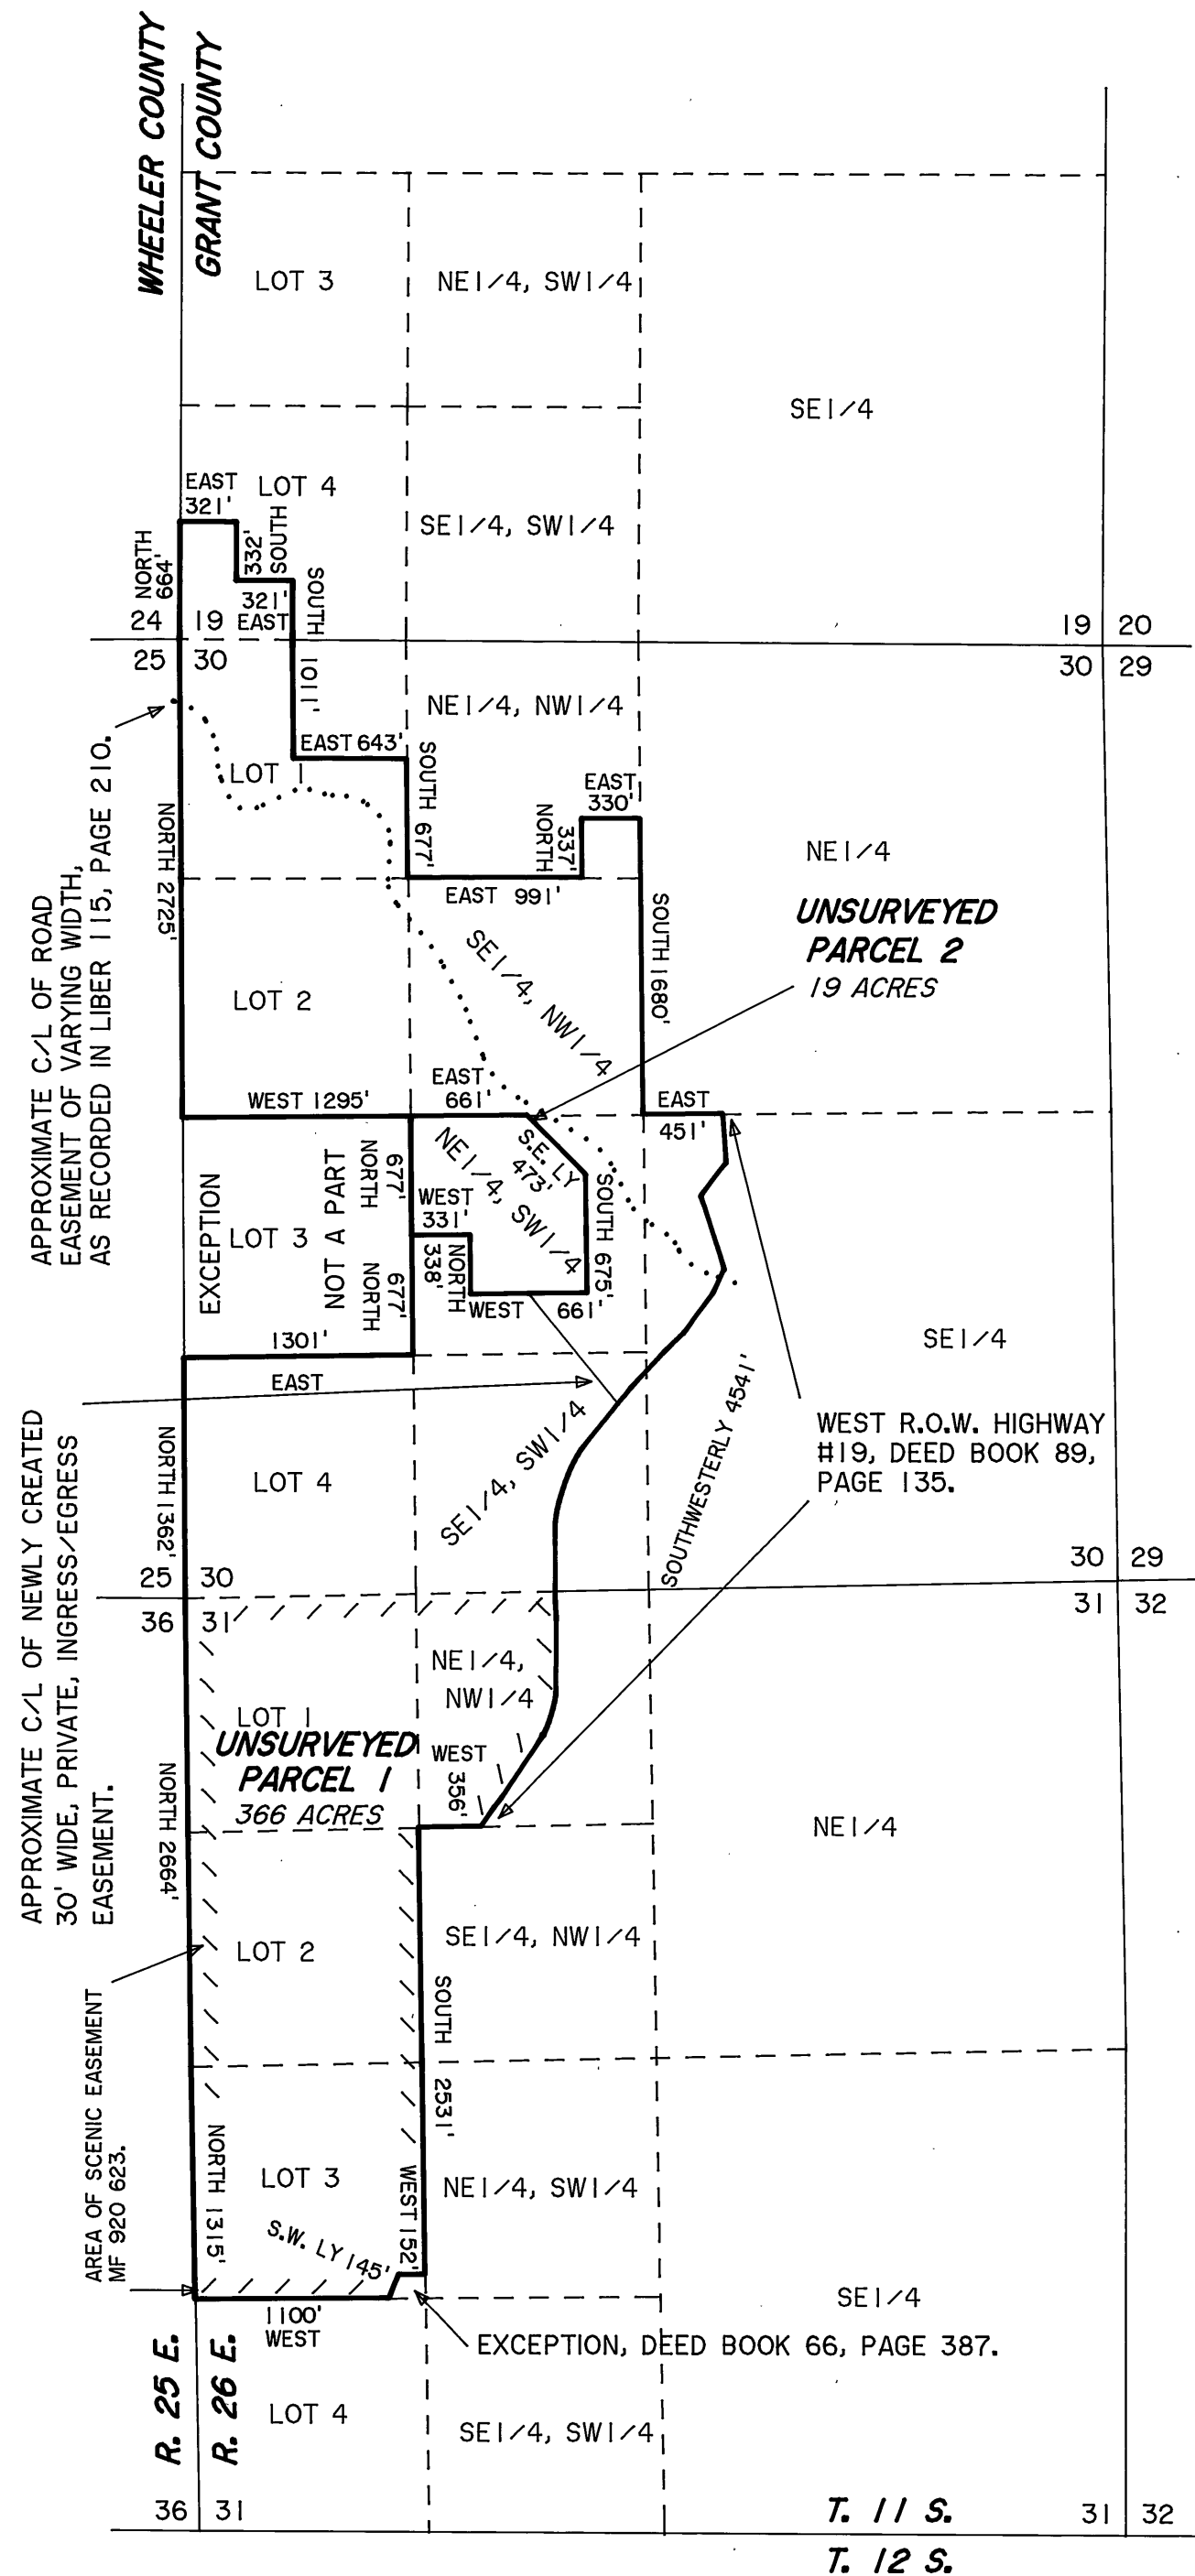 WHEELER COUNTY
GRANT COUNTY
LOT 3
NE1/4, SW1/4
SE1/4
EAST
321'
LOT 4
SE1/4, SW1/4
NORTH
664'
332'
SOUTH
321'
EAST
SOUTH 1011'
24
19
19
20
25
30
30
29
NE1/4, NW1/4
EAST 643'
LOT 1
SOUTH 677'
EAST
330'
NORTH
337'
NE1/4
APPROXIMATE C/L OF ROAD
EASEMENT OF VARYING WIDTH,
AS RECORDED IN LIBER 115, PAGE 210.
NORTH 2725'
EAST 991'
SOUTH 1680'
UNSURVEYED
PARCEL 2
19 ACRES
SE1/4, NW1/4
LOT 2
WEST 1295'
EAST
661'
EAST
451'
S.E. LY
473'
NE1/4, SW1/4
EXCEPTION
LOT 3
NOT A PART
NORTH 677'
NORTH 677'
WEST
331'
NORTH
338'
SOUTH 675'
WEST 661'
1301'
EAST
SE1/4
SOUTHWESTERLY 4541'
WEST R.O.W. HIGHWAY
#19, DEED BOOK 89,
PAGE 135.
APPROXIMATE C/L OF NEWLY CREATED
30' WIDE, PRIVATE, INGRESS/EGRESS
EASEMENT.
NORTH 1362'
LOT 4
SE1/4, SW1/4
25
30
30
29
36
31
31
32
NE1/4,
NW1/4
LOT 1
UNSURVEYED
PARCEL 1
366 ACRES
WEST
356'
NORTH 2664'
NE1/4
LOT 2
SE1/4, NW1/4
SOUTH 2531'
AREA OF SCENIC EASEMENT
MF 920 623.
NORTH 1315'
LOT 3
WEST 152'
NE1/4, SW1/4
S.W. LY 145'
1100'
WEST
SE1/4
EXCEPTION, DEED BOOK 66, PAGE 387.
R. 25 E.
R. 26 E.
LOT 4
SE1/4, SW1/4
36
31
T. 11 S.
31
32
T. 12 S.